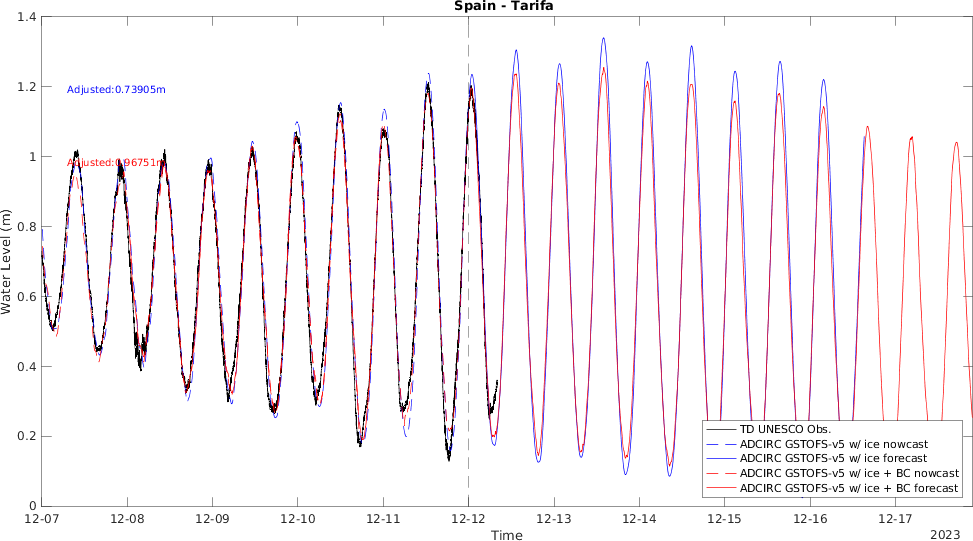 Spain - Tarifa
1.4
1.2
1
0.8
0.6
0.4
0.2
0
Water Level (m)
Adjusted:0.73905m
Adjusted:0.96751m
TD UNESCO Obs.
ADCIRC GSTOFS-v5 w/ ice nowcast
ADCIRC GSTOFS-v5 w/ ice forecast
ADCIRC GSTOFS-v5 w/ ice + BC nowcast
ADCIRC GSTOFS-v5 w/ ice + BC forecast
12-07 12-08 12-09 12-10 12-11 12-12 12-13 12-14 12-15 12-16 12-17
Time
2023